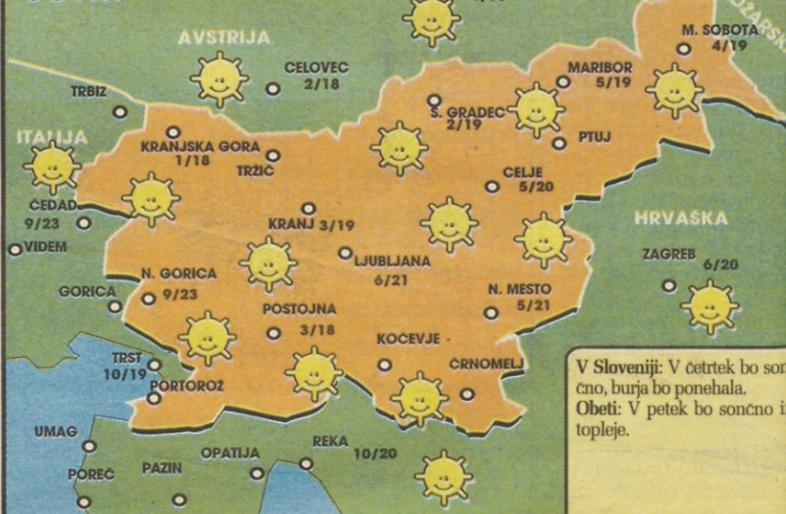 AVSTRIJA
M. SOBOTA
4/19
CELOVEC
2/18
MARIBOR
5/19
TRBIZ
Š. GRADEC
2/19
ITALIJA
KRANJSKA GORA
1/18
PTUJ
TRŽIČ
CELJE
5/20
ČEDAD
9/23
KRANJ 3/19
HRVAŠKA
VIDEM
LJUBLJANA
6/21
ZAGREB 6/20
N. GORICA
9/23
GORICA
N. MESTO
5/21
POSTOJNA
3/18
KOČEVJE
ČRNOMELJ
TRST
10/19
PORTOROŽ
V Sloveniji: V četrtek bo son
čno, burja bo ponehala.
Obeti: V petek bo sončno i
topleje.
UMAG
OPATIJA
REKA 10/20
POREČ
PAZIN